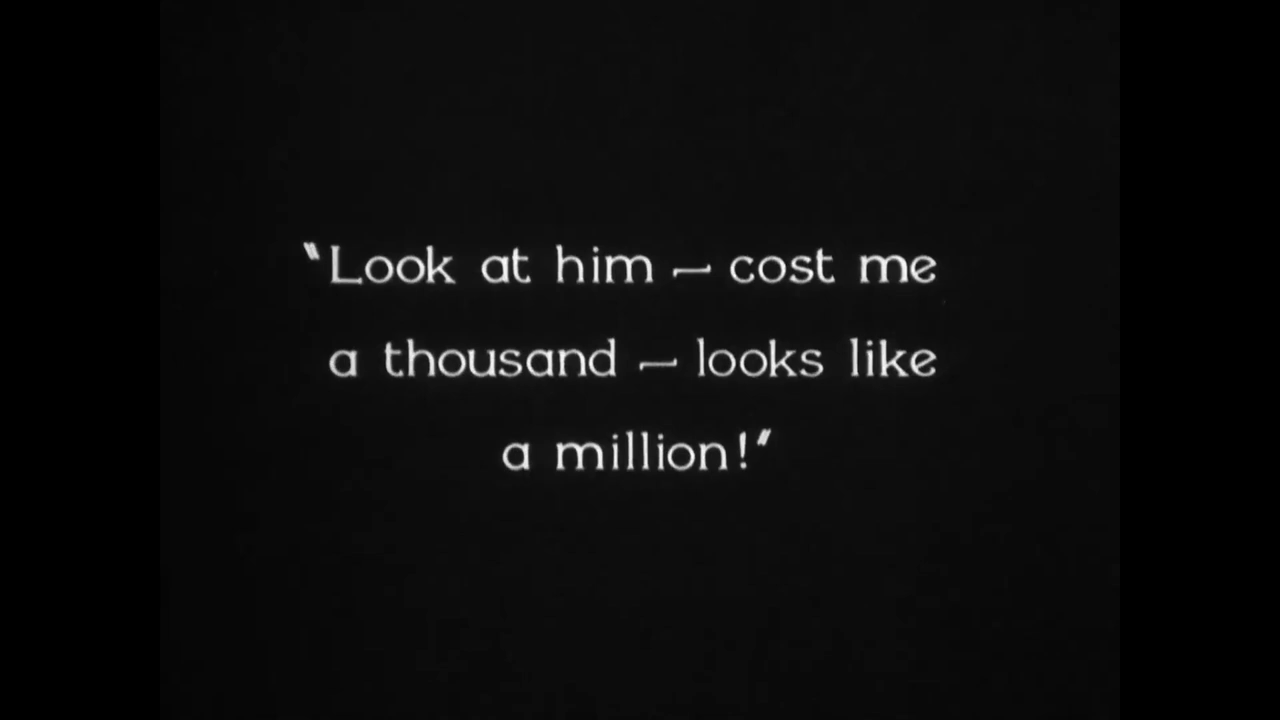 "Look at him — cost me
a thousand — looks like
a million!"